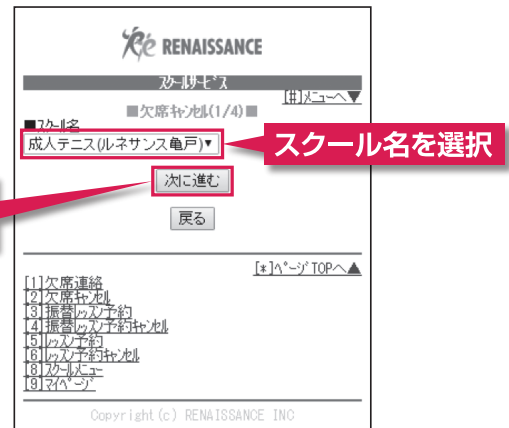 Ré RENAISSANCE
ｽｸｰﾙｻｰﾋﾞｽ
[#]ﾒﾆｭｰへ▼
■欠席ｷｬﾝｾﾙ(1/4)■
■ｽｸｰﾙ名
成人テニス(ルネサンス亀戸)▼
スクール名を選択
次に進む
戻る
[*]ﾍﾟｰｼﾞTOPへ▲
[1]欠席連絡
[2]欠席ｷｬﾝｾﾙ
[3]振替ﾚｯｽﾝ予約
[4]振替ﾚｯｽﾝ予約ｷｬﾝｾﾙ
[5]ﾚｯｽﾝ予約
[6]ﾚｯｽﾝ予約ｷｬﾝｾﾙ
[8]ｽｸｰﾙﾒﾆｭｰ
[9]ﾏｲﾍﾟｰｼﾞ
Copyright(c) RENAISSANCE INC